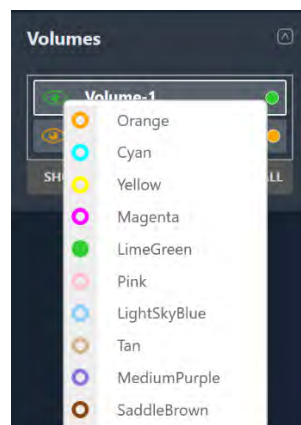 Volumes
Volume-1
Orange
Cyan
Yellow
Magenta
LimeGreen
Pink
LightSkyBlue
Tan
MediumPurple
SaddleBrown